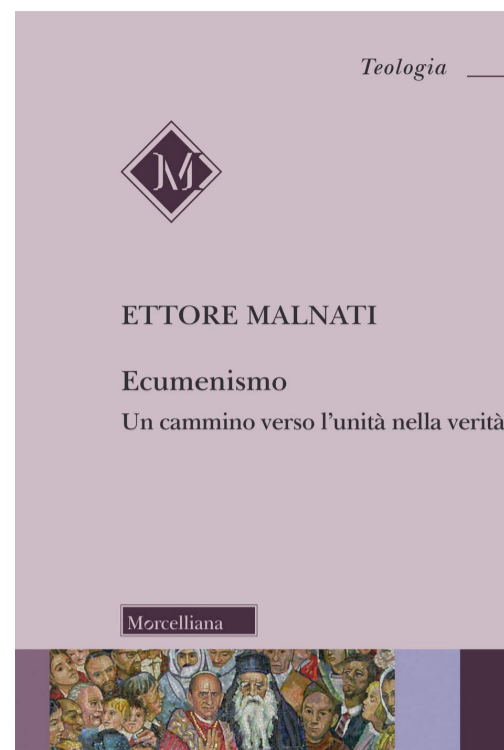 Teologia
M
ETTORE MALNATI
Ecumenismo
Un cammino verso l’unità nella verità
Morcelliana